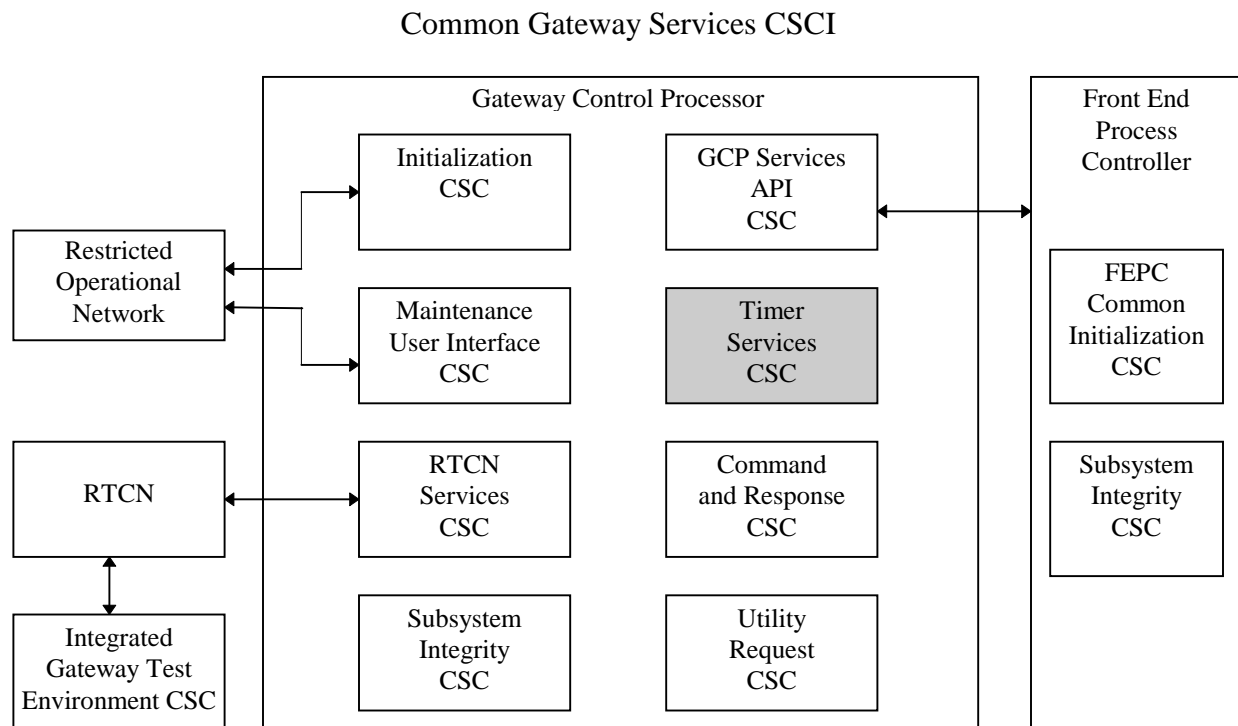 Common Gateway Services CSCI
Gateway Control Processor
Front End
Process
Controller
Initialization
CSC
GCP Services
API
CSC
Restricted
Operational
Network
FEPC
Common
Initialization
CSC
Maintenance
User Interface
CSC
Timer
Services
CSC
RTCN
RTCN
Services
CSC
Command
and Response
CSC
Subsystem
Integrity
CSC
Integrated
Gateway Test
Environment CSC
Subsystem
Integrity
CSC
Utility
Request
CSC